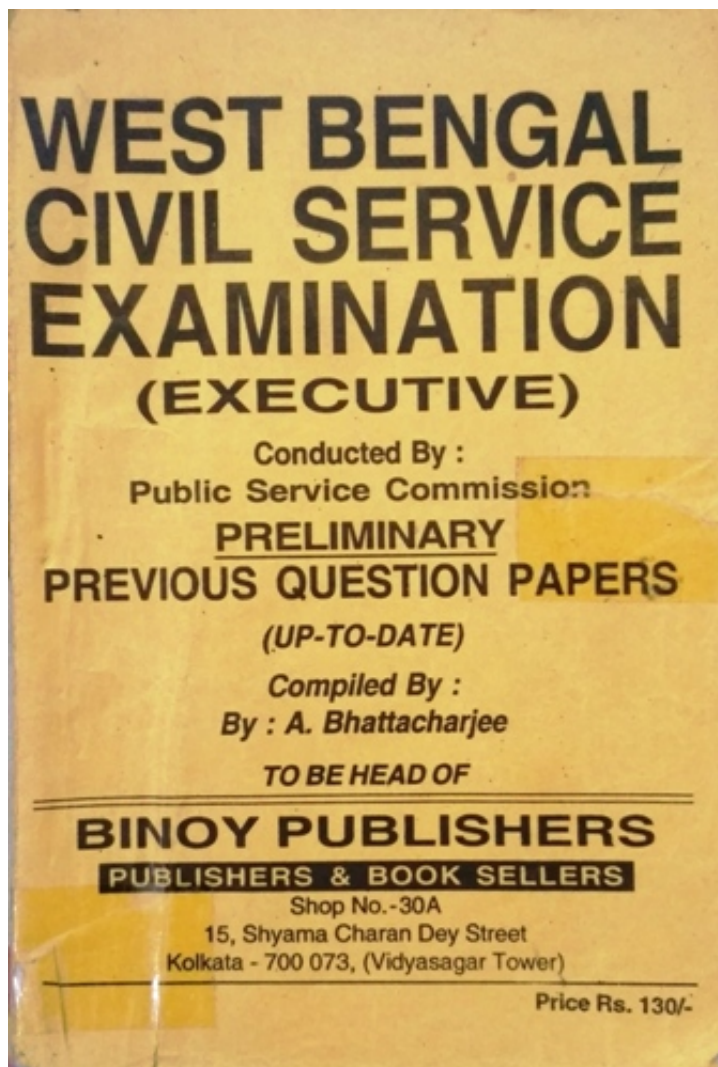 WEST BENGAL
CIVIL SERVICE
EXAMINATION
(EXECUTIVE)
Conducted By :
Public Service Commission
PRELIMINARY
PREVIOUS QUESTION PAPERS
(UP-TO-DATE)
Compiled By :
By : A. Bhattacharjee
TO BE HEAD OF
BINOY PUBLISHERS
PUBLISHERS & BOOK SELLERS
Shop No.-30A
15, Shyama Charan Dey Street
Kolkata - 700 073, (Vidyasagar Tower)
Price Rs. 130/-